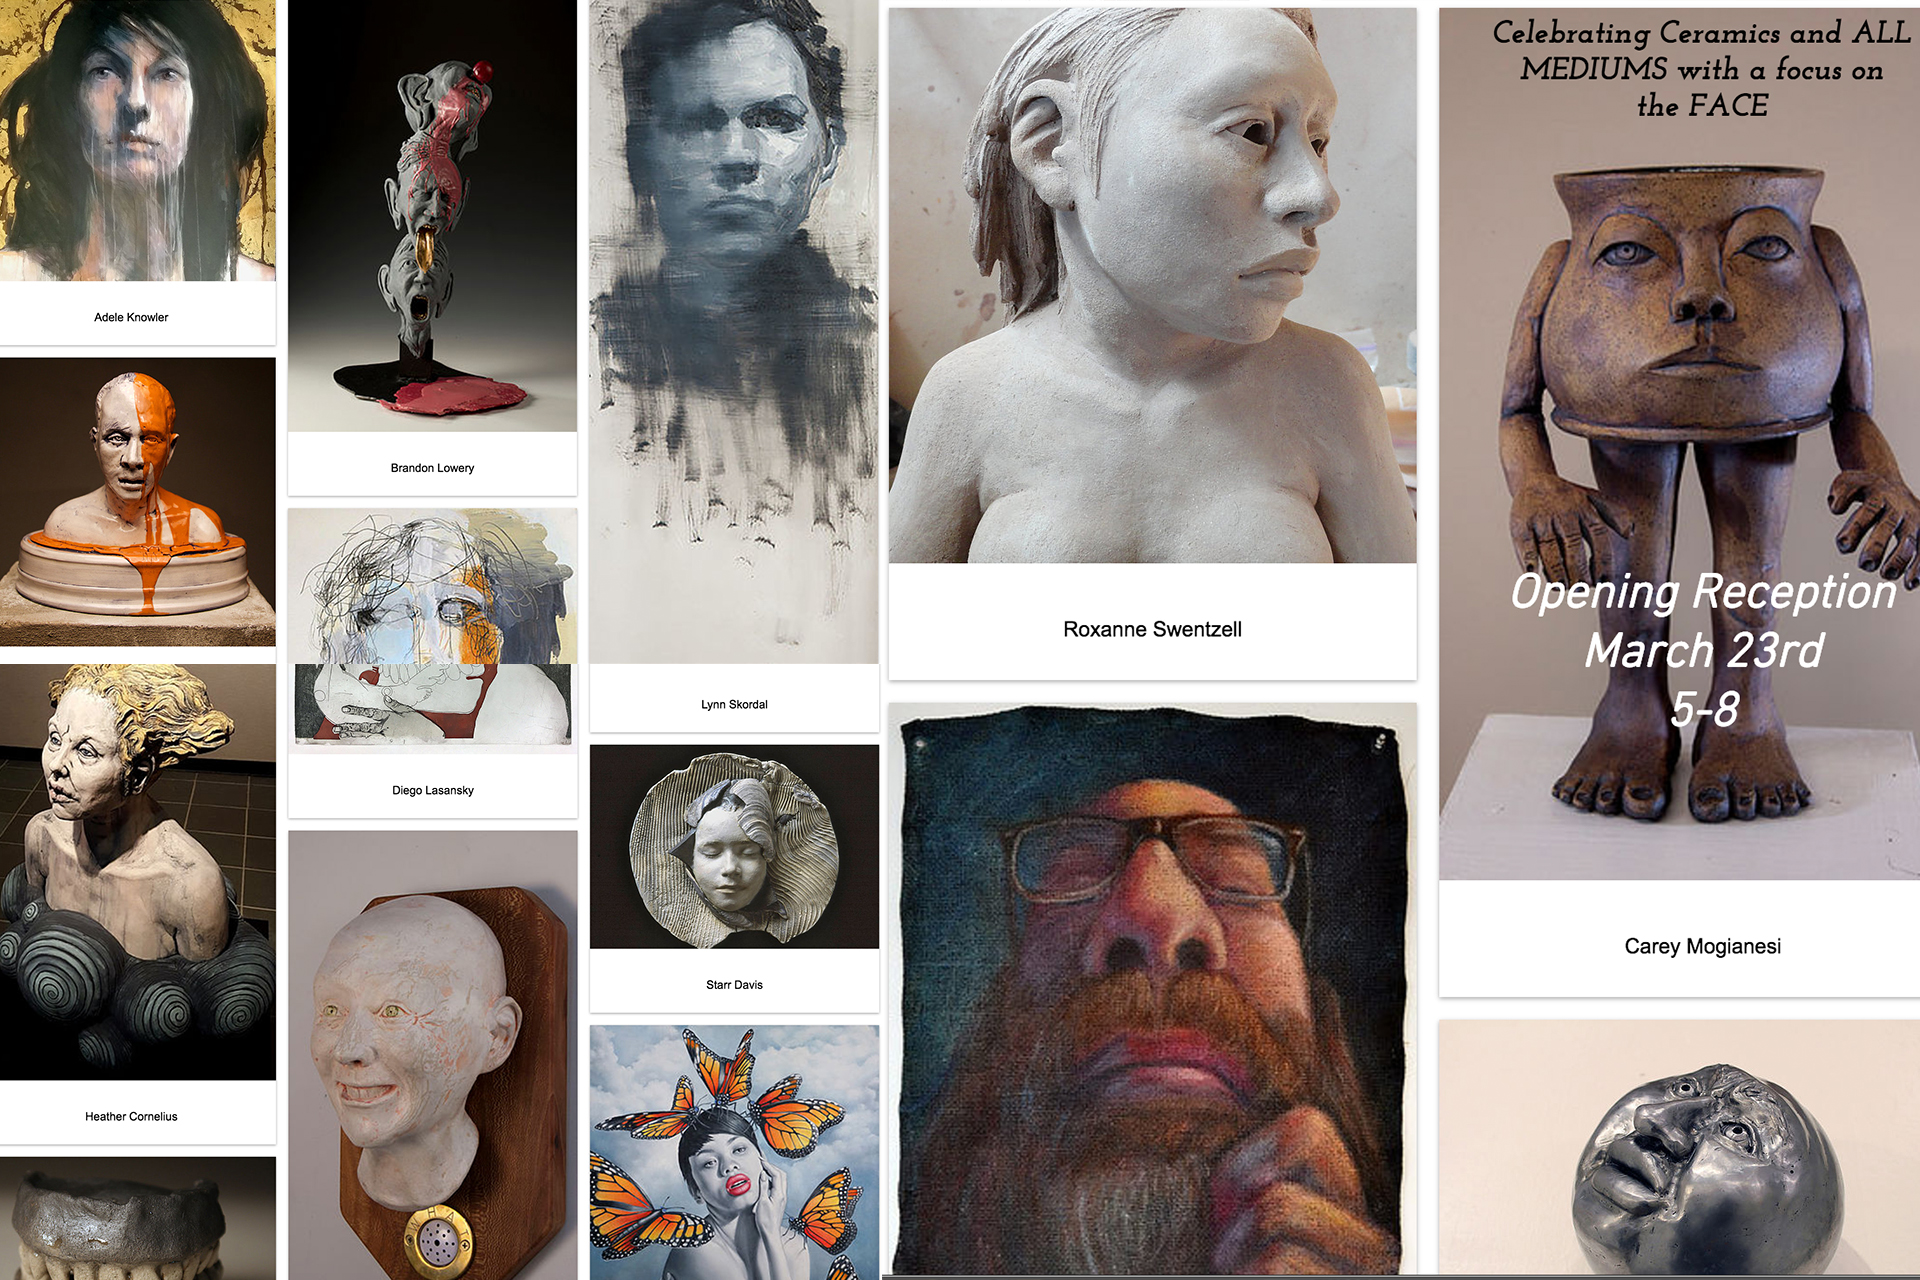 Adele Knowler
Heather Cornelius
Brandon Lowery
Diego Lasansky
Lynn Skordal
Starr Davis
Roxanne Swentzell
Celebrating Ceramics and ALL
MEDIUMS with a focus on
the FACE
Opening Reception
March 23rd
5-8
Carey Mogianesi